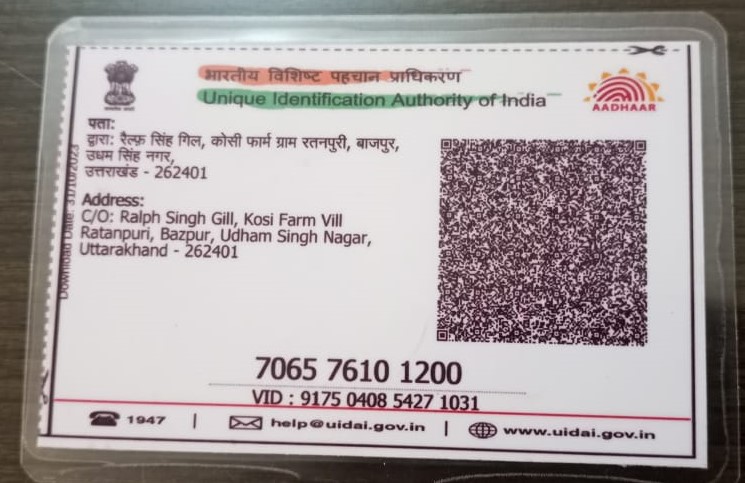 भारतीय विशिष्ट पहचान प्राधिकरण
Unique Identification Authority of India
AADHAAR
पता:
द्वारा: रैल्फ़ सिंह गिल, कोसी फार्म ग्राम रतनपुरी, बाजपुर,
उधम सिंह नगर,
उत्तराखंड - 262401
Address:
C/O: Ralph Singh Gill, Kosi Farm Vill
Ratanpuri, Bazpur, Udham Singh Nagar,
Uttarakhand - 262401
Download Date: 31/10/2023
7065 7610 1200
VID : 9175 0408 5427 1031
1947 | help@uidai.gov.in | www.uidai.gov.in